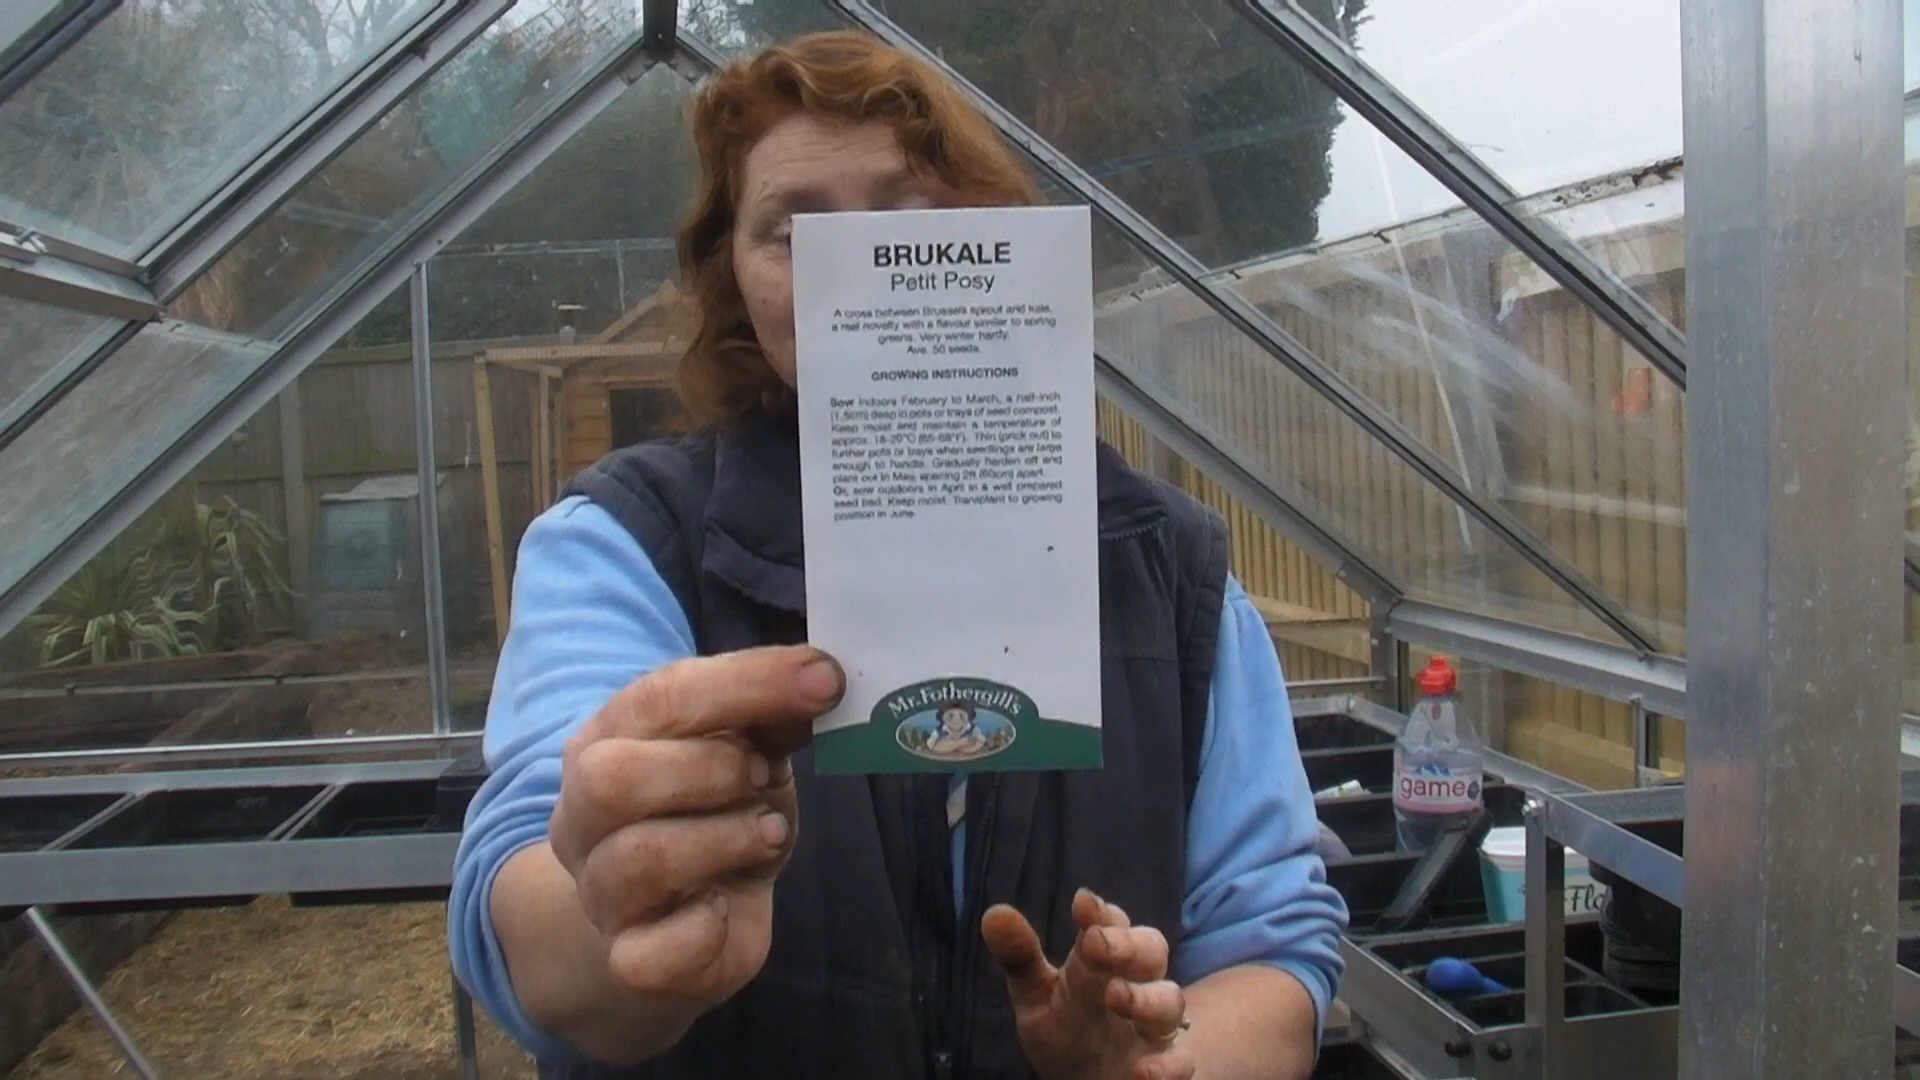 BRUKALE
Petit Posy
A cross between Brussels sprout and kale,
a real novelty with a flavour similar to spring
greens. Very winter hardy.
Ave. 50 seeds
GROWING INSTRUCTIONS
Sow indoors February to March, a half-inch
(1.5cm) deep in pots or trays of seed compost.
Keep moist and maintain a temperature of
approx. 18-20°C (65-68°F). Thin (prick out) to
further pots or trays when seedlings are large
enough to handle. Gradually harden off and
plant out in May, spacing 2ft (60cm) apart.
Or, sow outdoors in April in a well prepared
seed bed. Keep moist. Transplant to growing
position in June.
Mr. Fothergill's
game
Flo